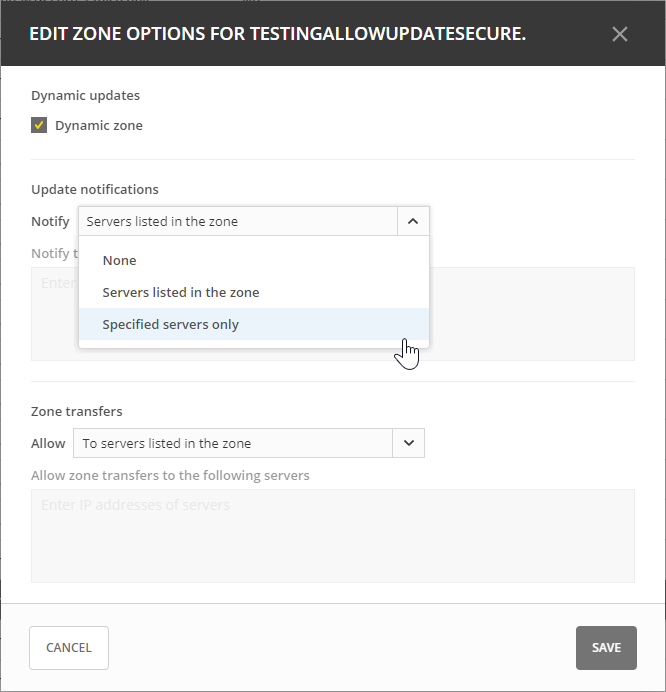 EDIT ZONE OPTIONS FOR TESTINGALLOWUPDATESECURE.
Dynamic updates
Dynamic zone
Update notifications
Notify Servers listed in the zone
Notify
None
Enter
Servers listed in the zone
Specified servers only
Zone transfers
Allow To servers listed in the zone
Allow zone transfers to the following servers
Enter IP addresses of servers
CANCEL SAVE